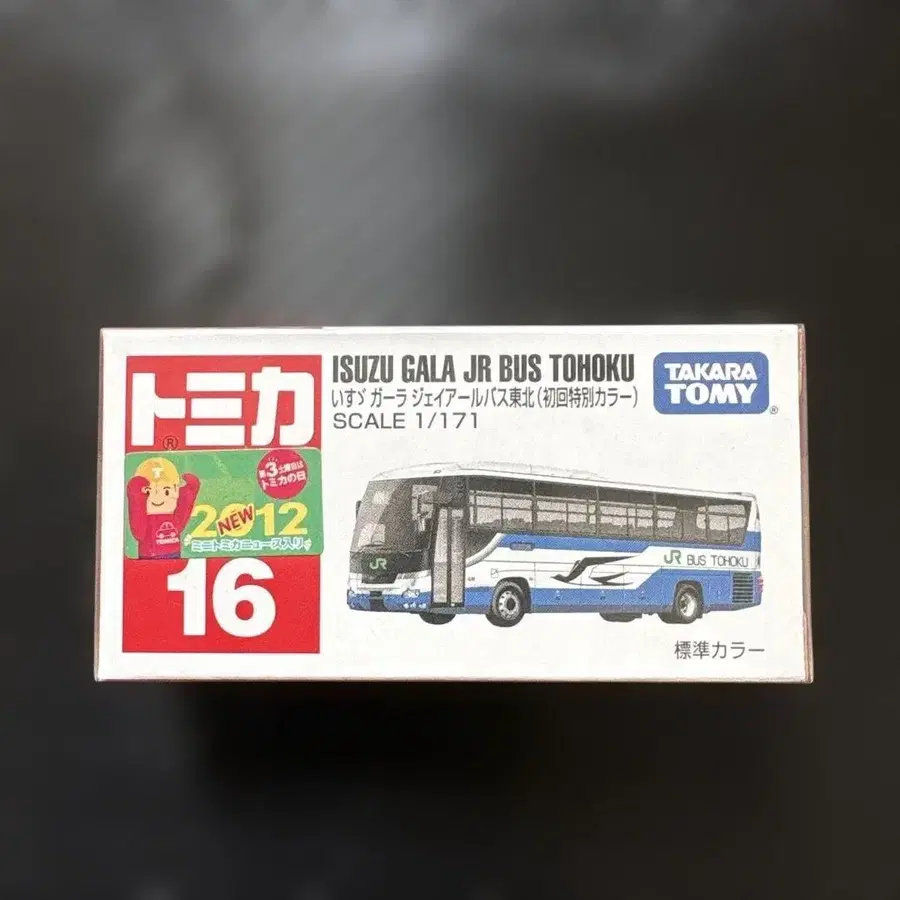 トミカ
®
第3土曜日は
トミカの日
2012
NEW
ミニトミカニュース入り
16
ISUZU GALA JR BUS TOHOKU
いすゞ ガーラ ジェイアールバス東北(初回特別カラー)
SCALE 1/171
TAKARA
TOMY
®
JR
JR BUS TOHOKU
標準カラー